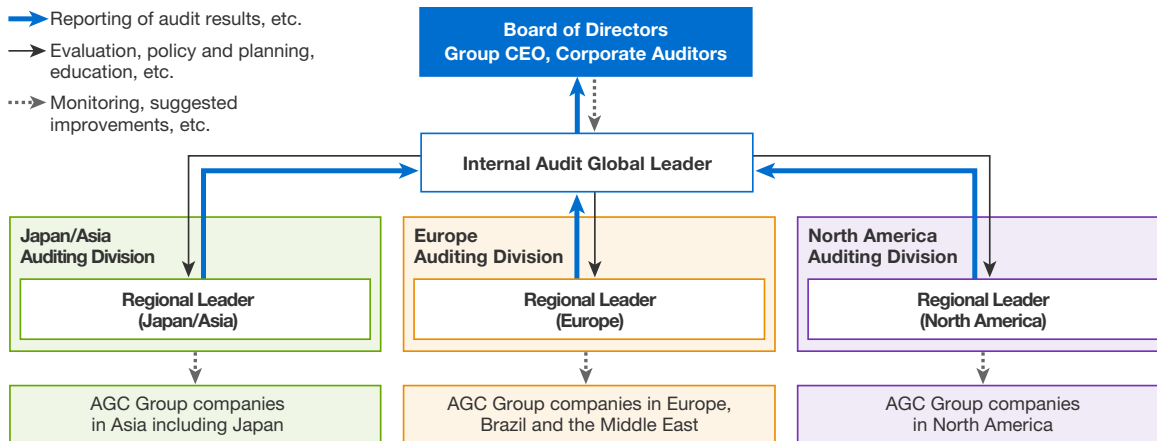 Reporting of audit results, etc.
Evaluation, policy and planning,
education, etc.
Monitoring, suggested
improvements, etc.
Board of Directors
Group CEO, Corporate Auditors
Internal Audit Global Leader
Japan/Asia
Auditing Division
Regional Leader
(Japan/Asia)
AGC Group companies
in Asia including Japan
Europe
Auditing Division
Regional Leader
(Europe)
AGC Group companies in Europe,
Brazil and the Middle East
North America
Auditing Division
Regional Leader
(North America)
AGC Group companies
in North America